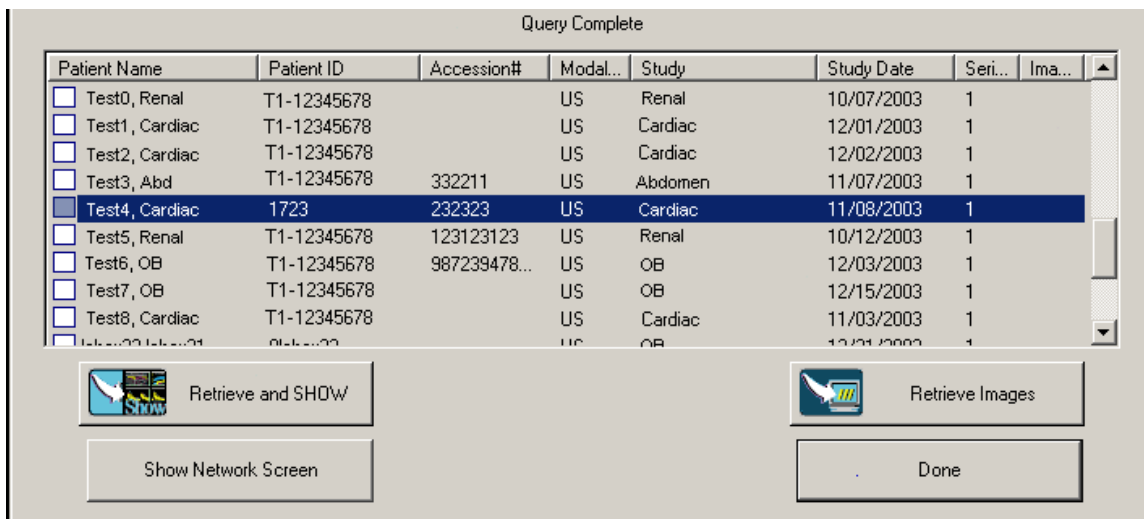 Query Complete
Patient Name Patient ID Accession# Modal... Study Study Date Seri... Ima...
Test0, Renal T1-12345678 US Renal 10/07/2003 1
Test1, Cardiac T1-12345678 US Cardiac 12/01/2003 1
Test2, Cardiac T1-12345678 US Cardiac 12/02/2003 1
Test3, Abd T1-12345678 332211 US Abdomen 11/07/2003 1
Test4, Cardiac 1723 232323 US Cardiac 11/08/2003 1
Test5, Renal T1-12345678 123123123 US Renal 10/12/2003 1
Test6, OB T1-12345678 987239478... US OB 12/03/2003 1
Test7, OB T1-12345678 US OB 12/15/2003 1
Test8, Cardiac T1-12345678 US Cardiac 11/03/2003 1
US OB 1
Show Retrieve and SHOW Retrieve Images
Show Network Screen Done